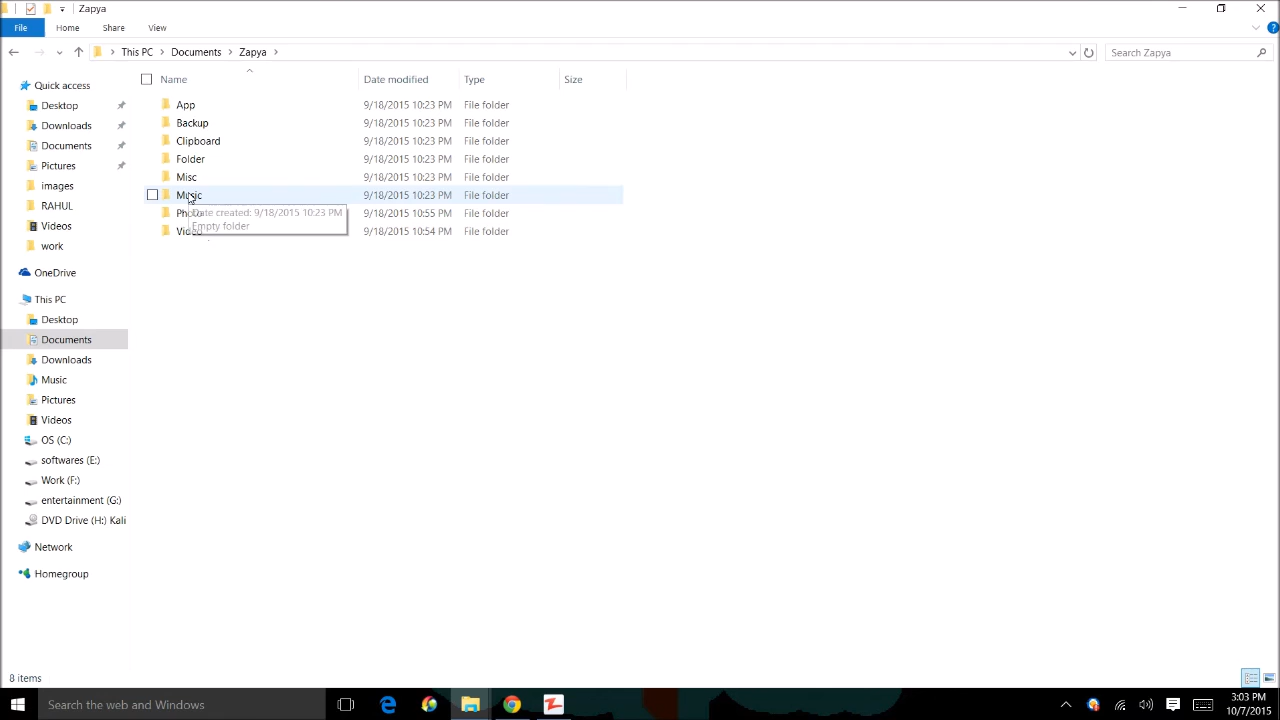 Zapya
File Home Share View
This PC Documents Zapya
Search Zapya
Name Date modified Type Size
Quick access
Desktop
Downloads
Documents
Pictures
images
RAHUL
Videos
work
OneDrive
This PC
Desktop
Documents
Downloads
Music
Pictures
Videos
OS (C:)
softwares (E:)
Work (F:)
entertainment (G:)
DVD Drive (H:) Kali
Network
Homegroup
App 9/18/2015 10:23 PM File folder
Backup 9/18/2015 10:23 PM File folder
Clipboard 9/18/2015 10:23 PM File folder
Folder 9/18/2015 10:23 PM File folder
Misc 9/18/2015 10:23 PM File folder
Music 9/18/2015 10:23 PM File folder
Photo 9/18/2015 10:55 PM File folder
Video 9/18/2015 10:54 PM File folder
Date created: 9/18/2015 10:23 PM
Empty folder
8 items
Search the web and Windows
3:03 PM
10/7/2015